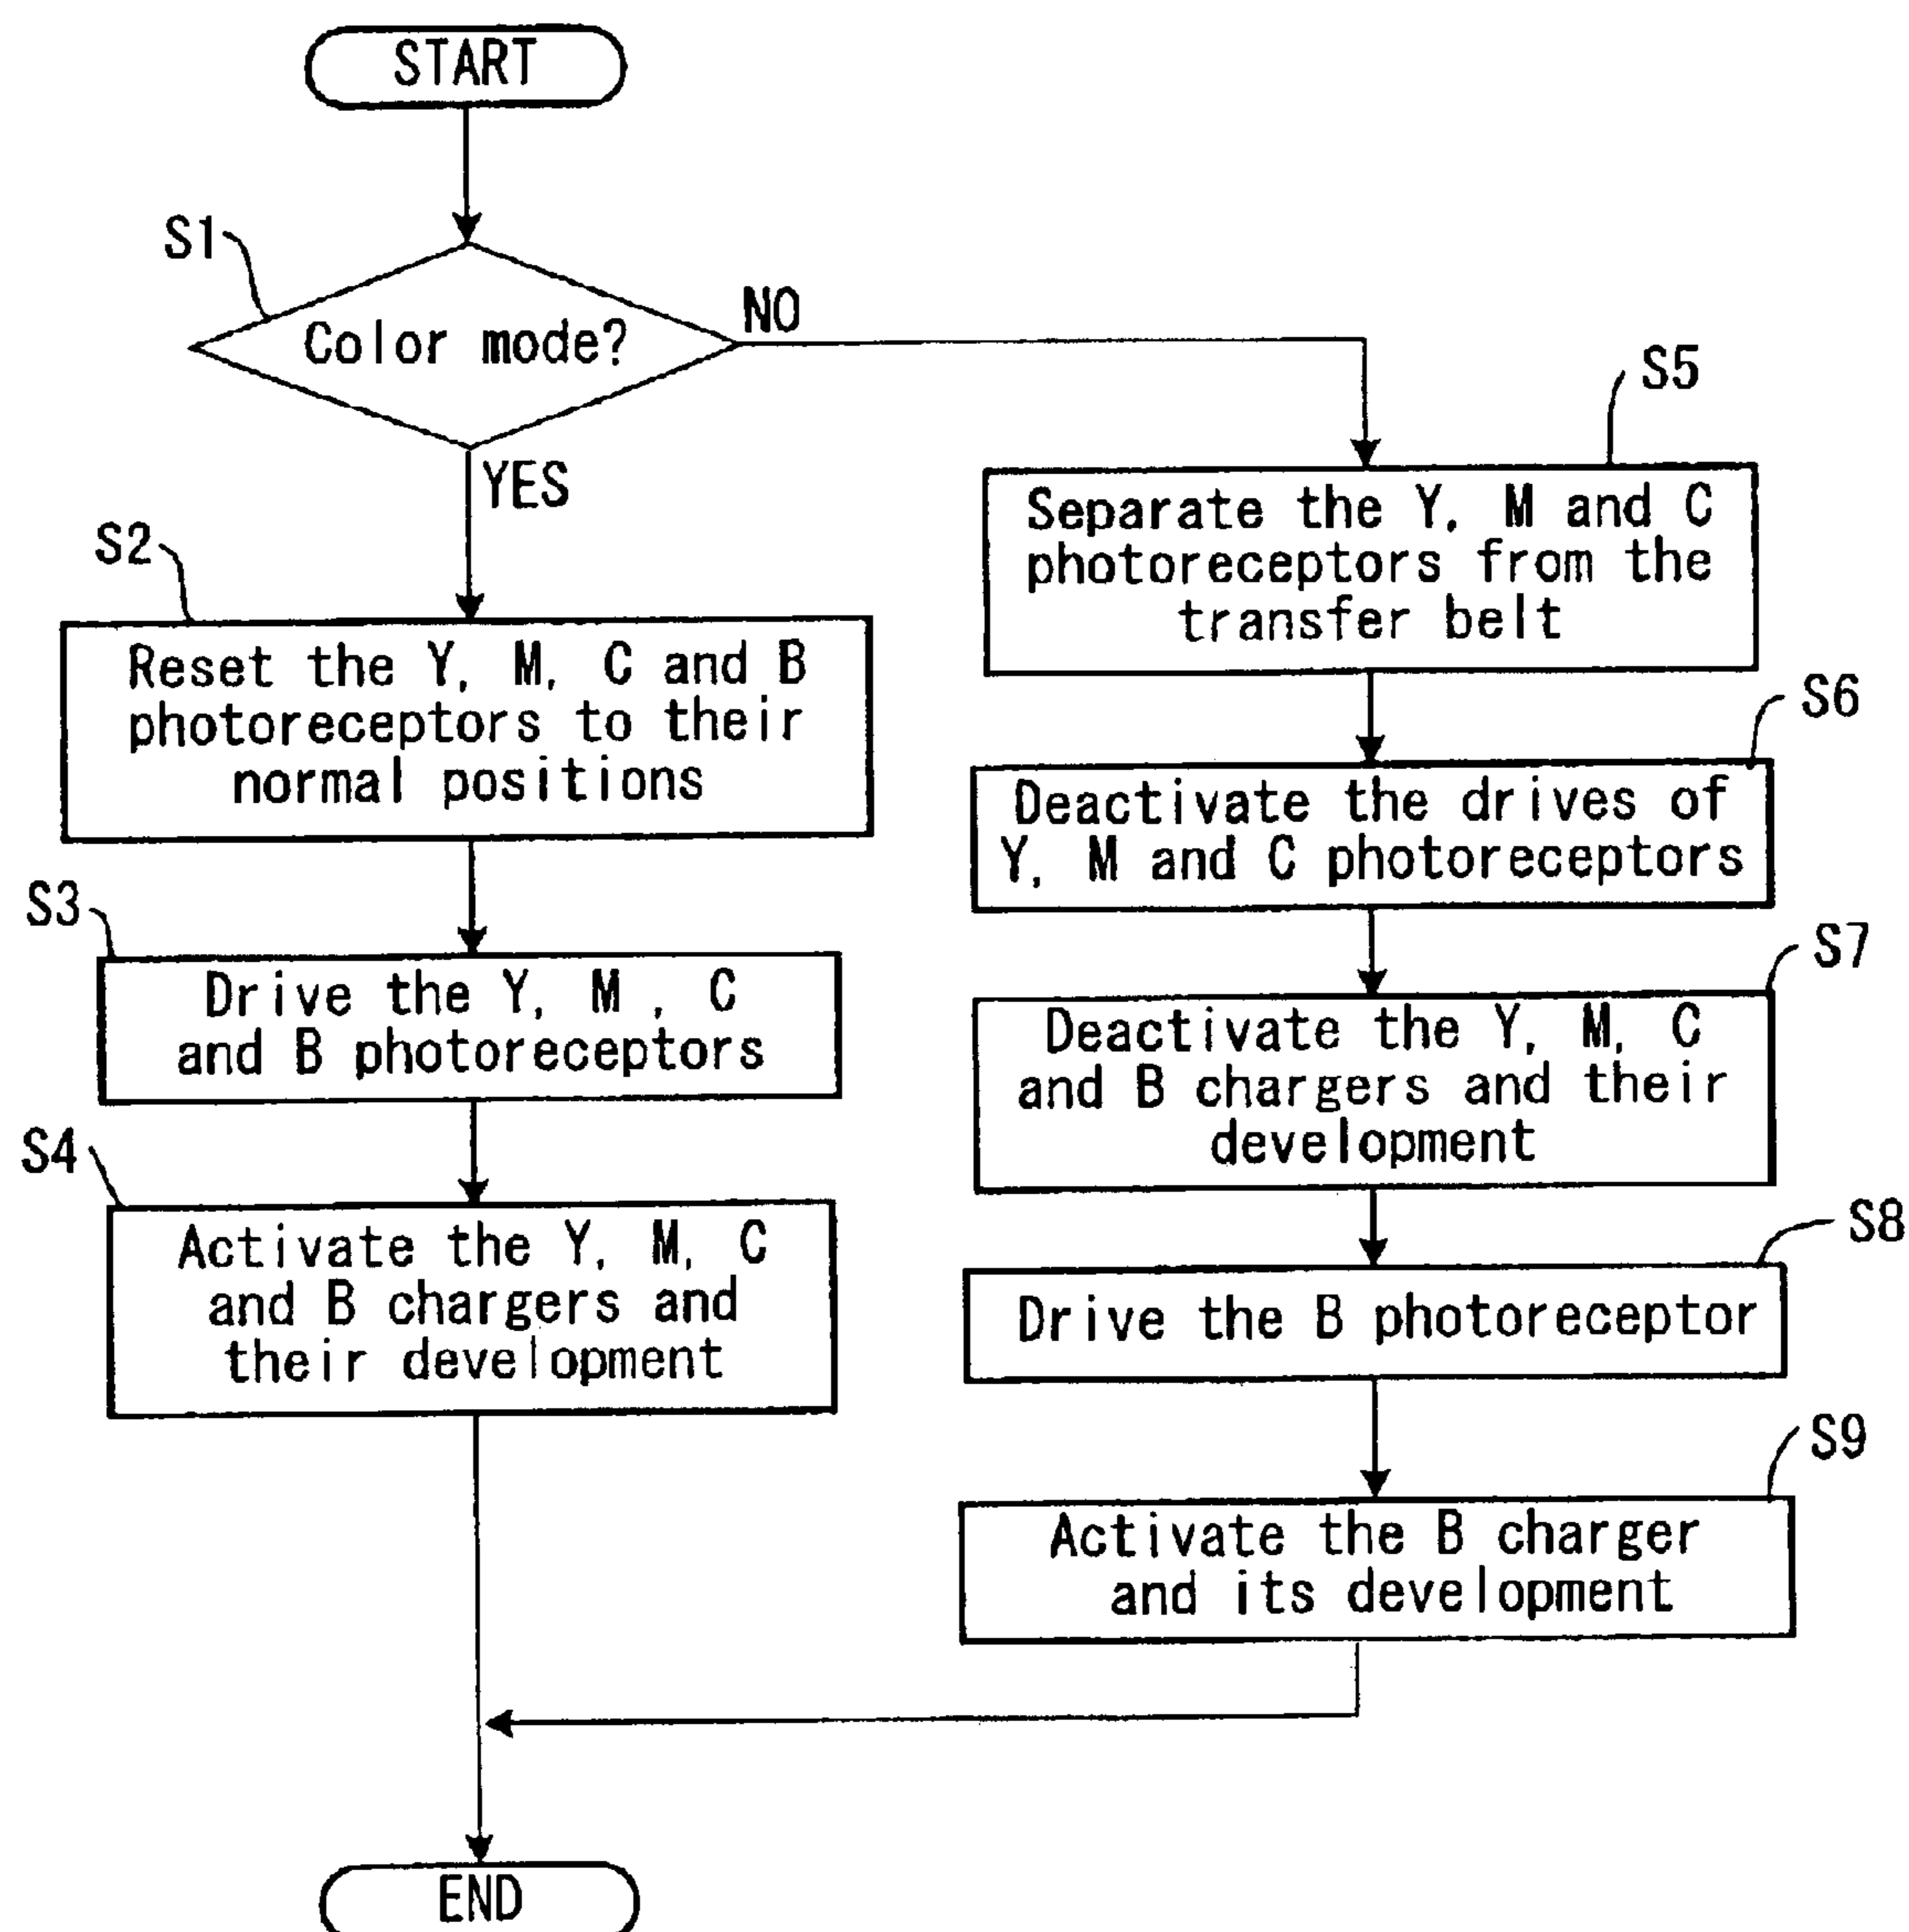 START
S1
Color mode?
NO
YES
S2
Reset the Y, M, C and B
photoreceptors to their
normal positions
S3
Drive the Y, M , C
and B photoreceptors
S4
Activate the Y, M, C
and B chargers and
their development
S5
Separate the Y, M and C
photoreceptors from the
transfer belt
S6
Deactivate the drives of
Y, M and C photoreceptors
S7
Deactivate the Y, M, C
and B chargers and their
development
S8
Drive the B photoreceptor
S9
Activate the B charger
and its development
END